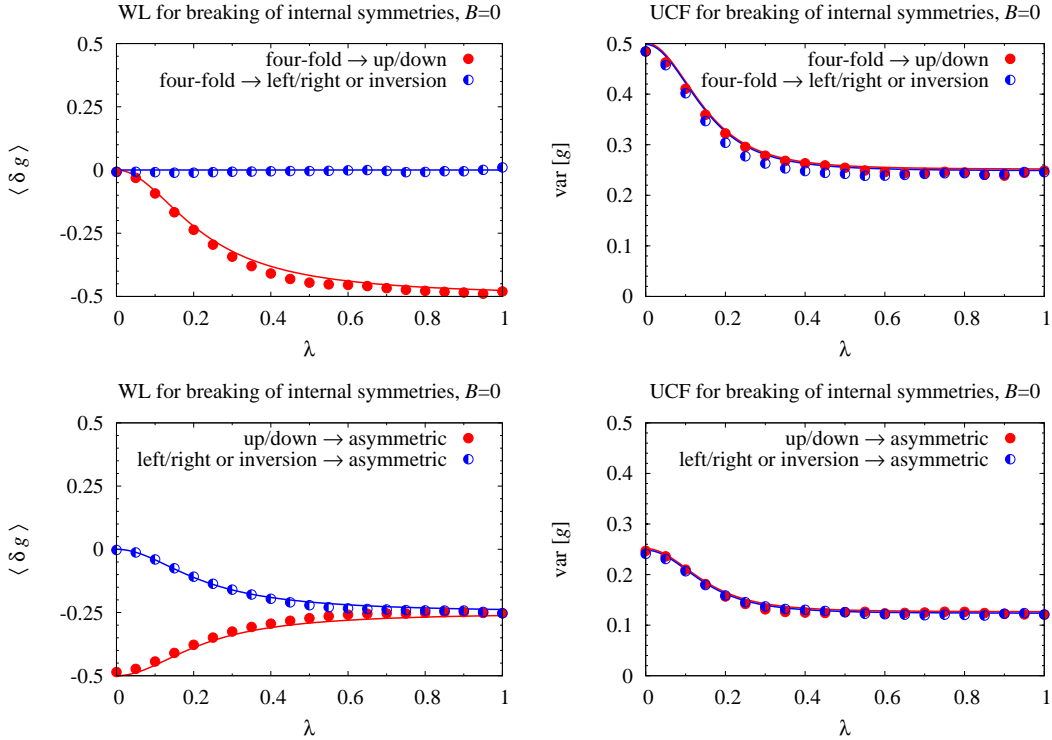 WL for breaking of internal symmetries, B=0
0.5
0.25
0
-0.25
-0.5
⟨ δ g ⟩
four-fold → up/down
four-fold → left/right or inversion
0 0.2 0.4 0.6 0.8 1
λ
UCF for breaking of internal symmetries, B=0
0.5
0.4
0.3
0.2
0.1
0
var [g]
four-fold → up/down
four-fold → left/right or inversion
0 0.2 0.4 0.6 0.8 1
λ
WL for breaking of internal symmetries, B=0
0.5
0.25
0
-0.25
-0.5
⟨ δ g ⟩
up/down → asymmetric
left/right or inversion → asymmetric
0 0.2 0.4 0.6 0.8 1
λ
UCF for breaking of internal symmetries, B=0
0.5
0.4
0.3
0.2
0.1
0
var [g]
up/down → asymmetric
left/right or inversion → asymmetric
0 0.2 0.4 0.6 0.8 1
λ